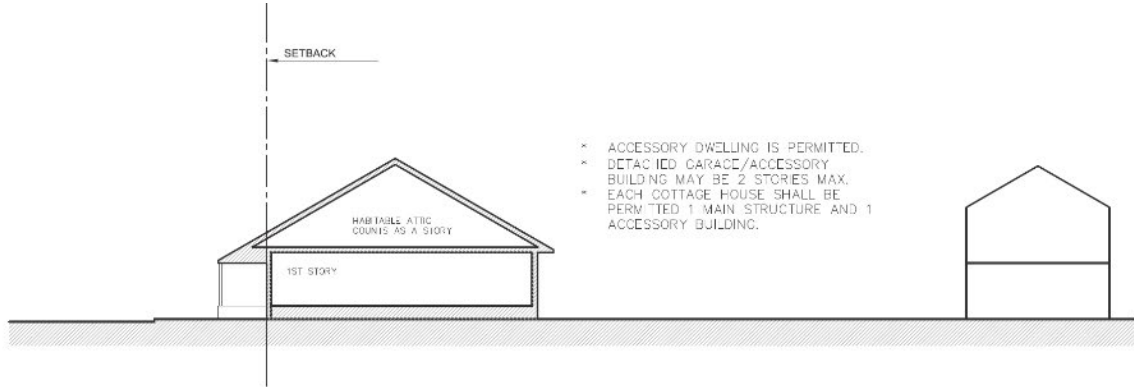 SETBACK
* ACCESSORY DWELLING IS PERMITTED.
* DETACHED GARAGE/ACCESSORY
BUILDING MAY BE 2 STORIES MAX.
* EACH COTTAGE HOUSE SHALL BE
PERMITTED 1 MAIN STRUCTURE AND 1
ACCESSORY BUILDING.
HABITABLE ATTIC
COUNTS AS A STORY
1ST STORY